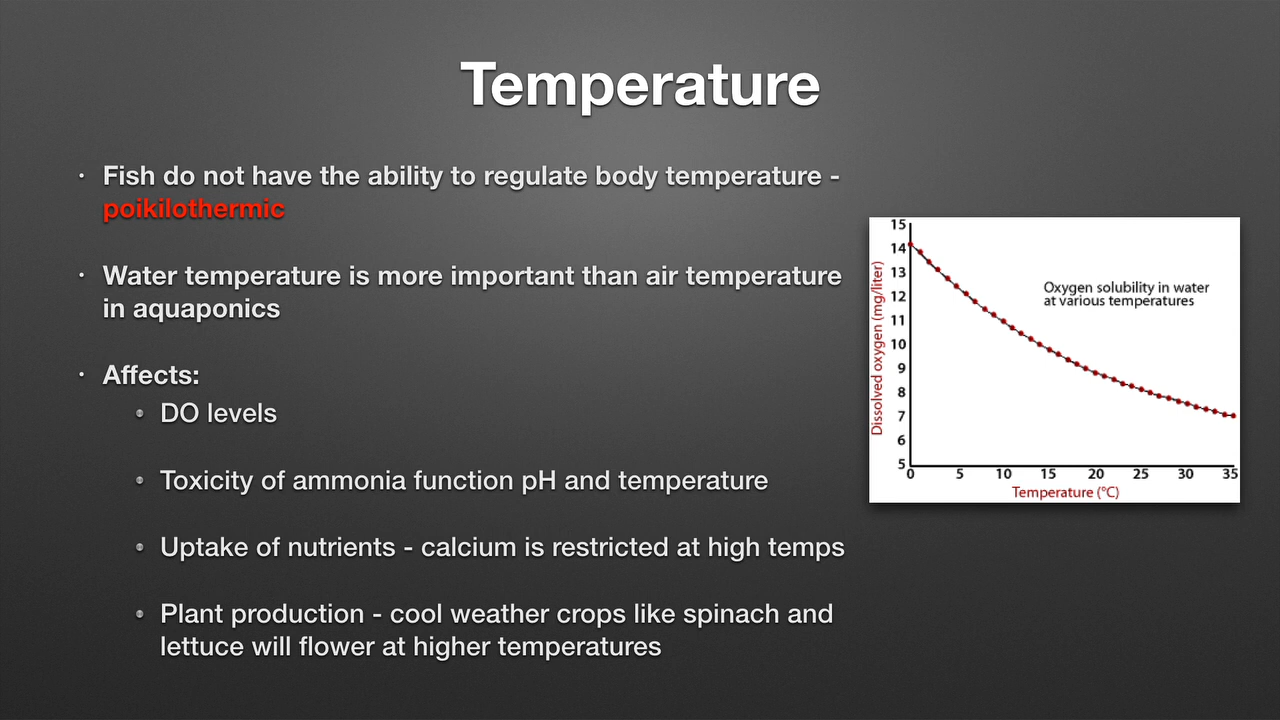 Temperature
• Fish do not have the ability to regulate body temperature -
poikilothermic
• Water temperature is more important than air temperature
in aquaponics
• Affects:
• DO levels
• Toxicity of ammonia function pH and temperature
• Uptake of nutrients - calcium is restricted at high temps
• Plant production - cool weather crops like spinach and
lettuce will flower at higher temperatures
Oxygen solubility in water
at various temperatures
Dissolved oxygen (mg/liter)
15
14
13
12
11
10
9
8
7
6
5
0 5 10 15 20 25 30 35
Temperature (°C)